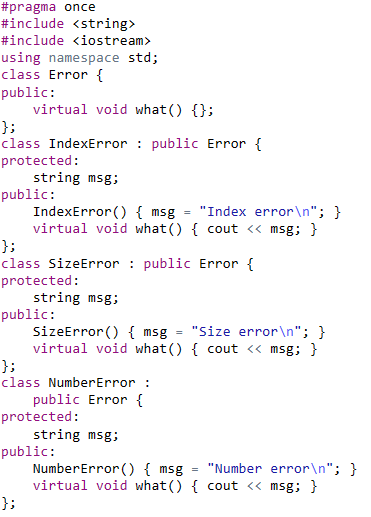 #pragma once
#include <string>
#include <iostream>
using namespace std;
class Error {
public:
    virtual void what() {};
};
class IndexError : public Error {
protected:
    string msg;
public:
    IndexError() { msg = "Index error\n"; }
    virtual void what() { cout << msg; }
};
class SizeError : public Error {
protected:
    string msg;
public:
    SizeError() { msg = "Size error\n"; }
    virtual void what() { cout << msg; }
};
class NumberError :
    public Error {
protected:
    string msg;
public:
    NumberError() { msg = "Number error\n"; }
    virtual void what() { cout << msg; }
};